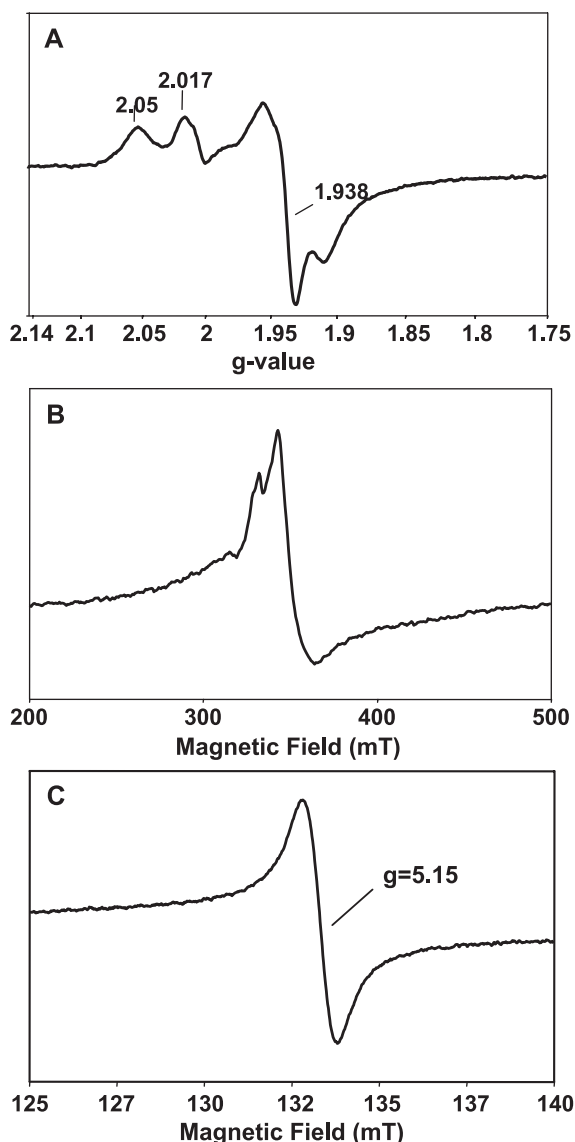 A
2.05
2.017
1.938
2.14 2.1 2.05 2 1.95 1.9 1.85 1.8 1.75
g-value
B
200 300 400 500
Magnetic Field (mT)
C
g=5.15
125 127 130 132 135 137 140
Magnetic Field (mT)